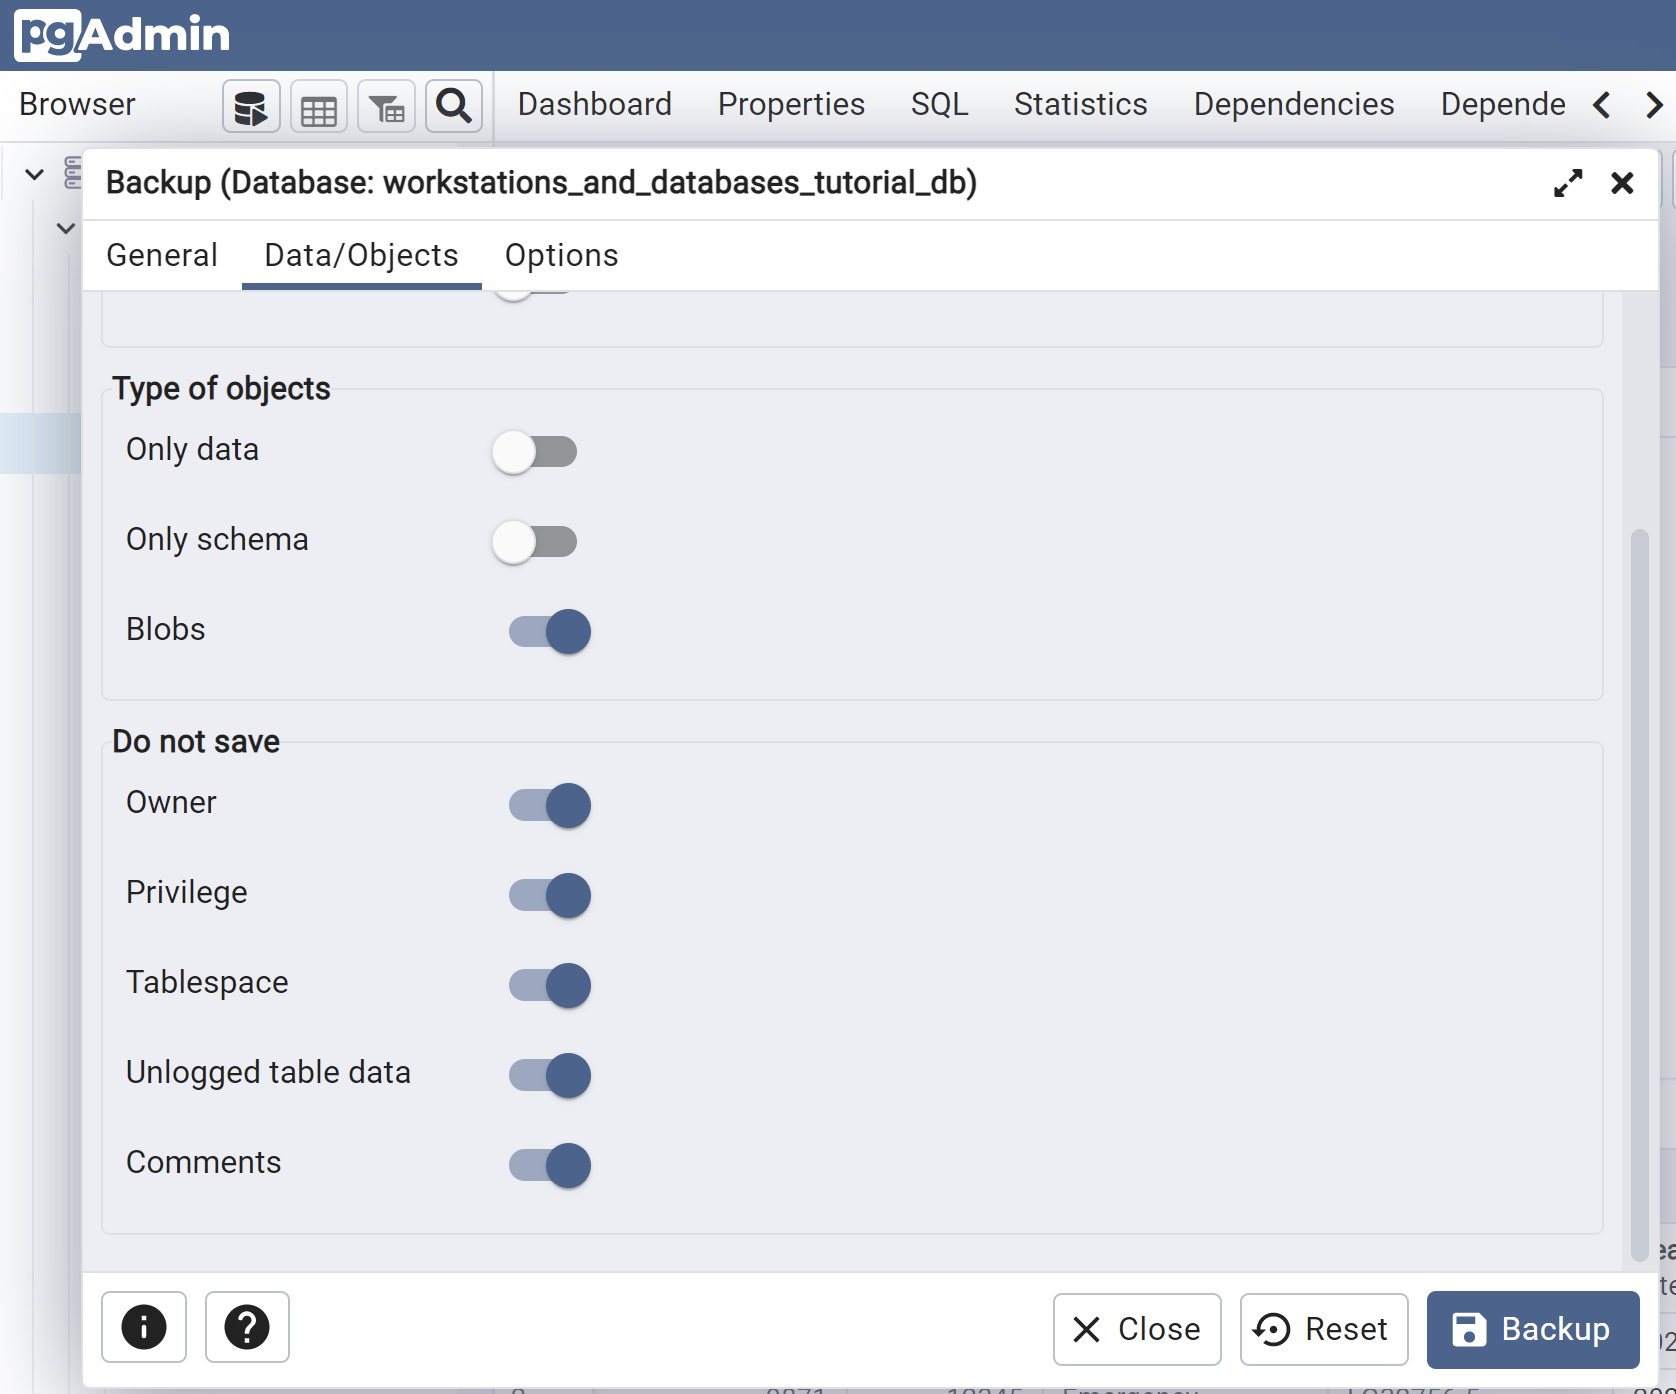 pgAdmin
Browser
Dashboard Properties SQL Statistics Dependencies Depende
Backup (Database: workstations_and_databases_tutorial_db)
General Data/Objects Options
Type of objects
Only data
Only schema
Blobs
Do not save
Owner
Privilege
Tablespace
Unlogged table data
Comments
Close Reset Backup